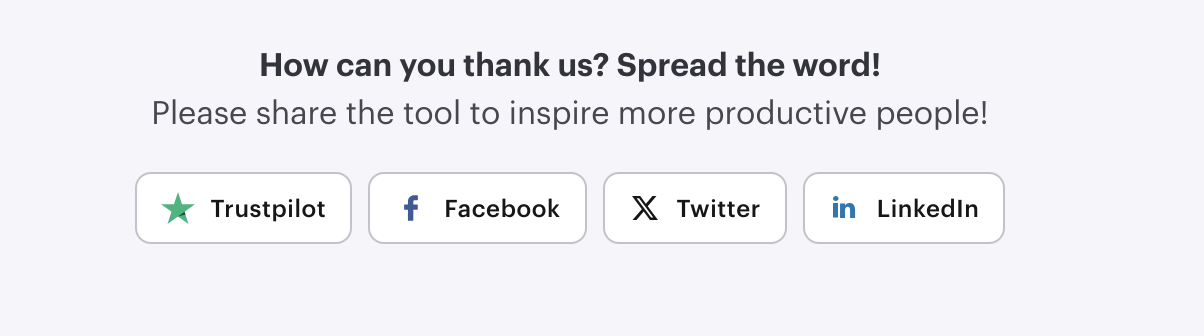 How can you thank us? Spread the word!
Please share the tool to inspire more productive people!
Trustpilot Facebook Twitter LinkedIn